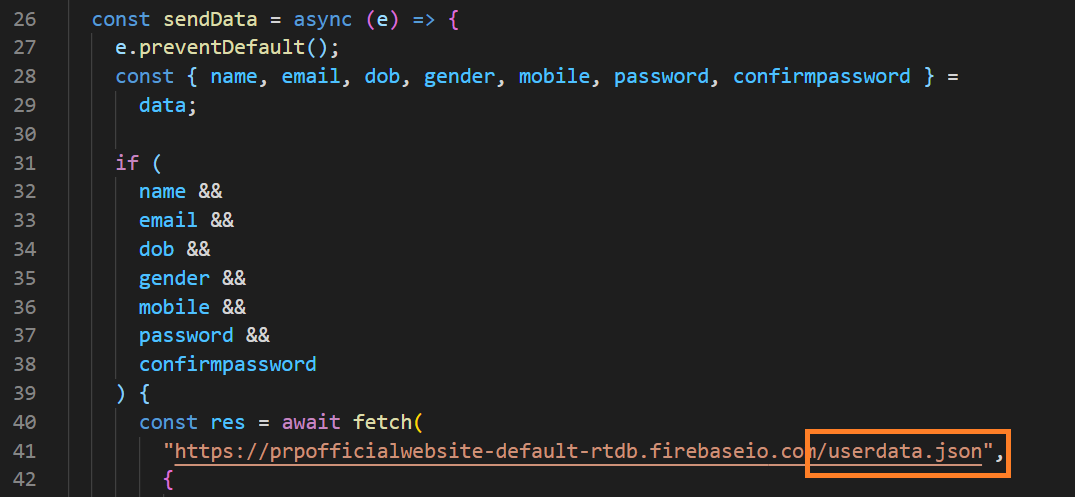 26 const sendData = async (e) => {
27 e.preventDefault();
28 const { name, email, dob, gender, mobile, password, confirmpassword } =
29 data;
30
31 if (
32 name &&
33 email &&
34 dob &&
35 gender &&
36 mobile &&
37 password &&
38 confirmpassword
39 ) {
40 const res = await fetch(
41 "https://prpofficialwebsite-default-rtdb.firebaseio.com/userdata.json",
42 {